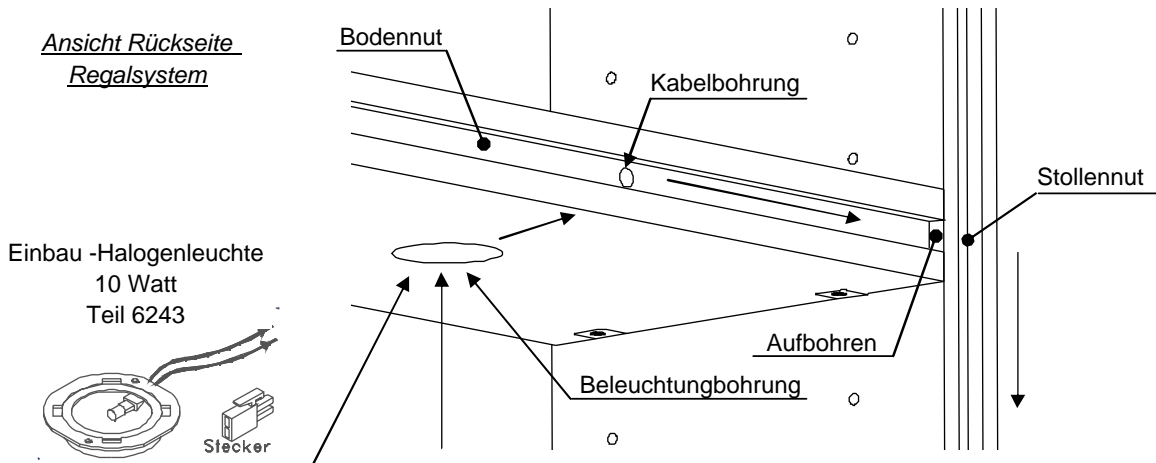 Ansicht Rückseite
Regalsystem
Bodennut
Kabelbohrung
Stollennut
Einbau -Halogenleuchte
10 Watt
Teil 6243
Aufbohren
Beleuchtungbohrung
Stecker